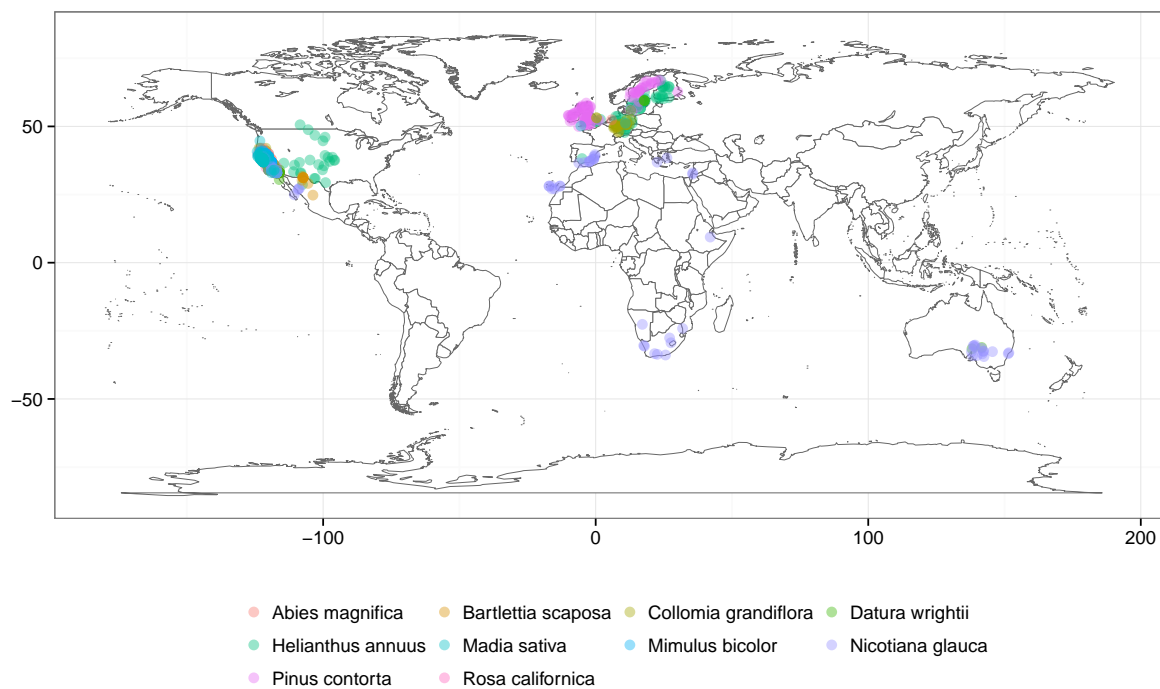 50
0
−50
−100 0 100 200
Abies magnifica Bartlettia scaposa Collomia grandiflora Datura wrightii
Helianthus annuus Madia sativa Mimulus bicolor Nicotiana glauca
Pinus contorta Rosa californica